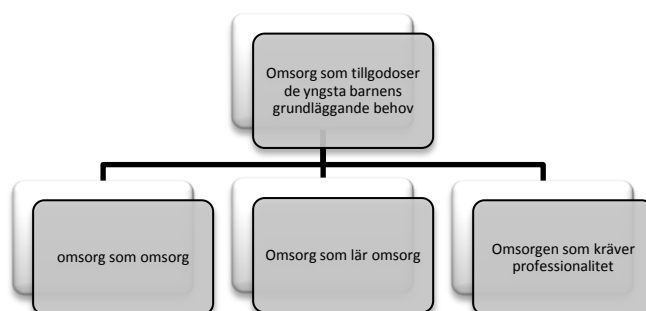 Omsorg som tillgodoser
de yngsta barnens
grundläggande behov
omsorg som omsorg
Omsorg som lär omsorg
Omsorgen som kräver
professionalitet